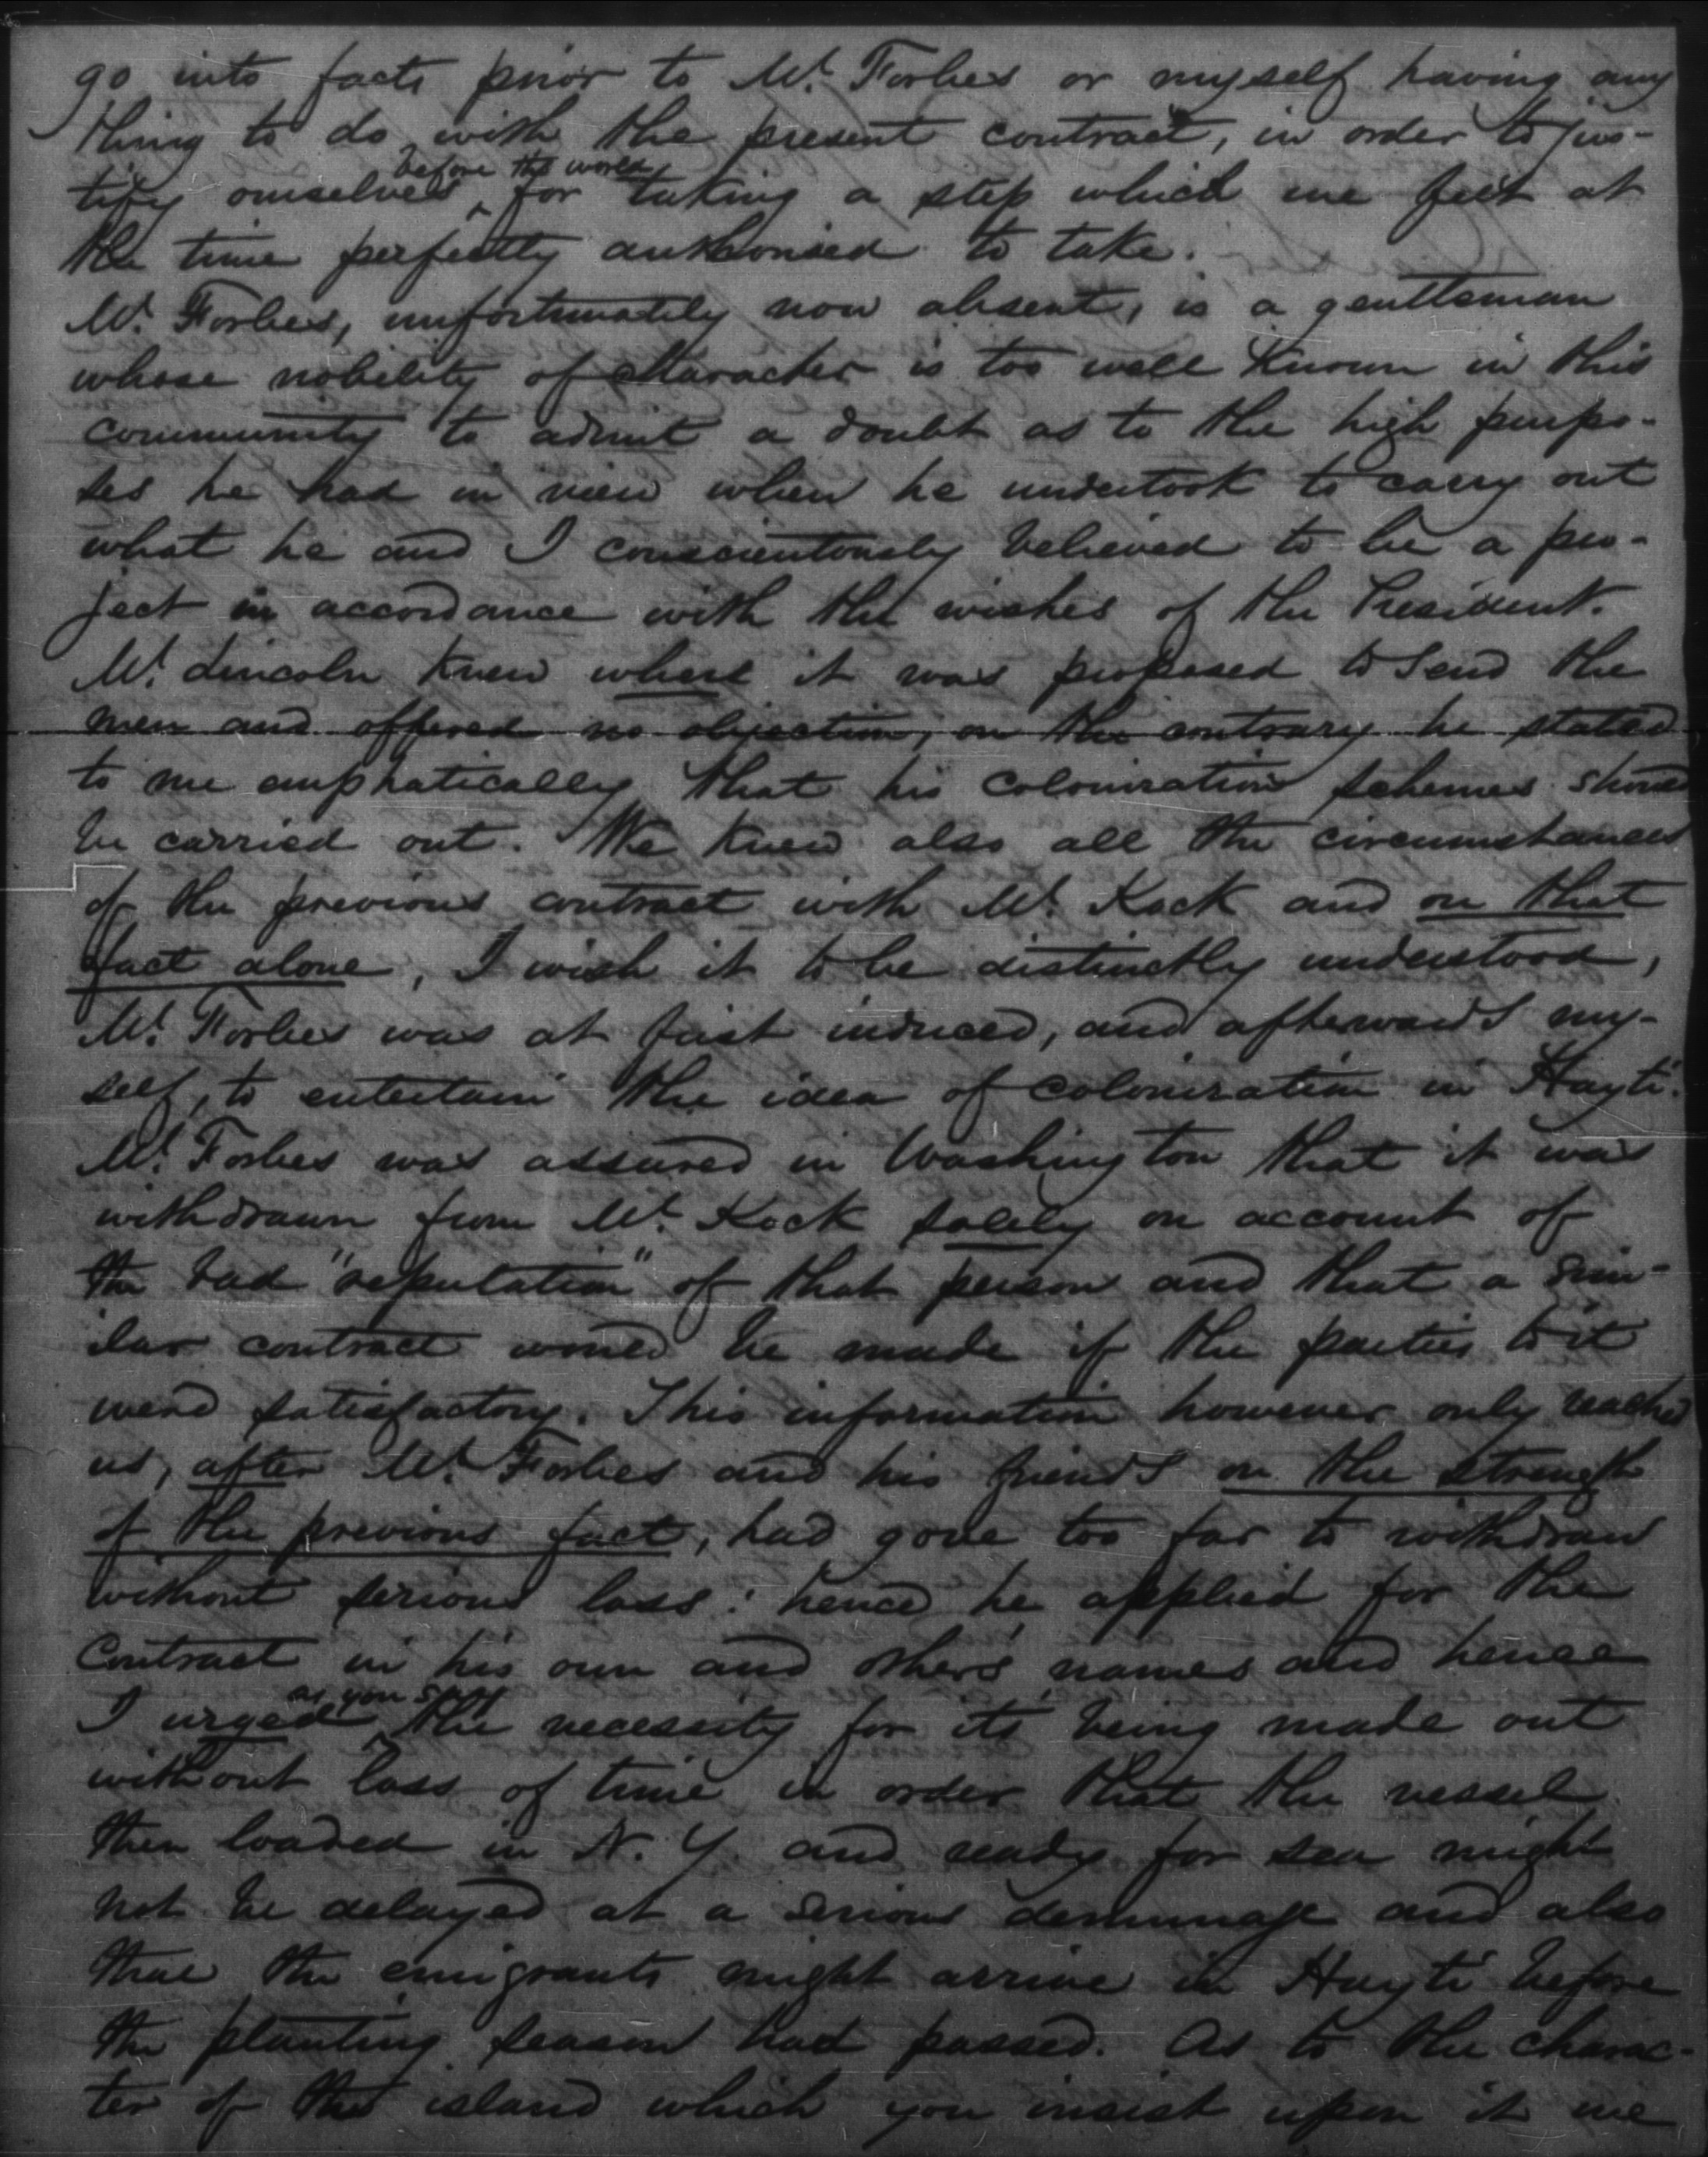 go into facts prior to Mr. Forbes or myself having any
thing to do with the present contract, in order to jus-
tify ourselves before the world for taking a step which we felt at
the time perfectly authorised to take.
Mr. Forbes, unfortunately now absent, is a gentleman
whose nobility of character is too well known in this
community to admit a doubt as to the high purpo-
ses he had in view when he undertook to carry out
what he and I conscientously believed to be a pro-
ject in accordance with the wishes of the President.
Mr. Lincoln knew where it was proposed to send the
men and offered no objection, on the contrary he stated
to me emphatically that his colonization schemes should
be carried out. We knew also all the circumstances
of the previous contract with Mr. Kock and on that
fact alone, I wish it to be distinctly understood,
Mr. Forbes was at first induced, and afterwards my-
self, to entertain the idea of colonization in Hayti.
Mr. Forbes was assured in Washington that it was
withdrawn from Mr. Kock solely on account of
the bad "reputation" of that person and that a sim-
ilar contract would be made if the parties to it
were satisfactory. This information however only reached
us, after Mr. Forbes and his friends on the strength
of the previous fact, had gone too far to withdraw
without serious loss: hence he applied for the
contract in his own and others names and hence
I urged as you say the necessity for its being made out
without loss of time in order that the vessel
then loaded in N. Y. and ready for sea might
not be delayed at a serious demurrage and also
that the emigrants might arrive in Hayti before
the planting season had passed. As to the charac-
ter of the island which you insist upon it we